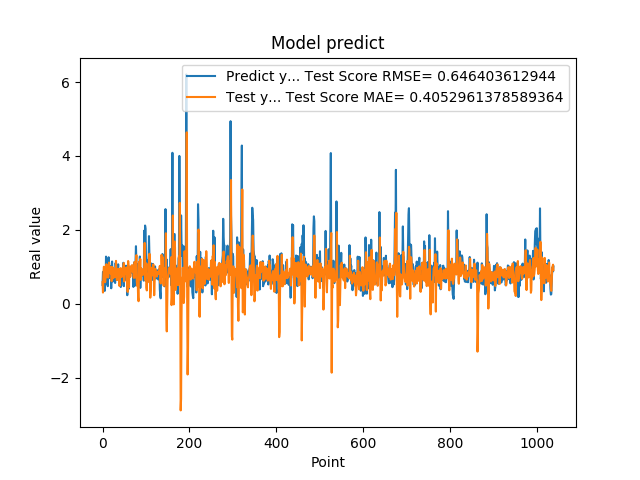 Model predict
Predict y... Test Score RMSE= 0.646403612944
Test y... Test Score MAE= 0.4052961378589364
Real value
6
4
2
0
−2
0 200 400 600 800 1000
Point